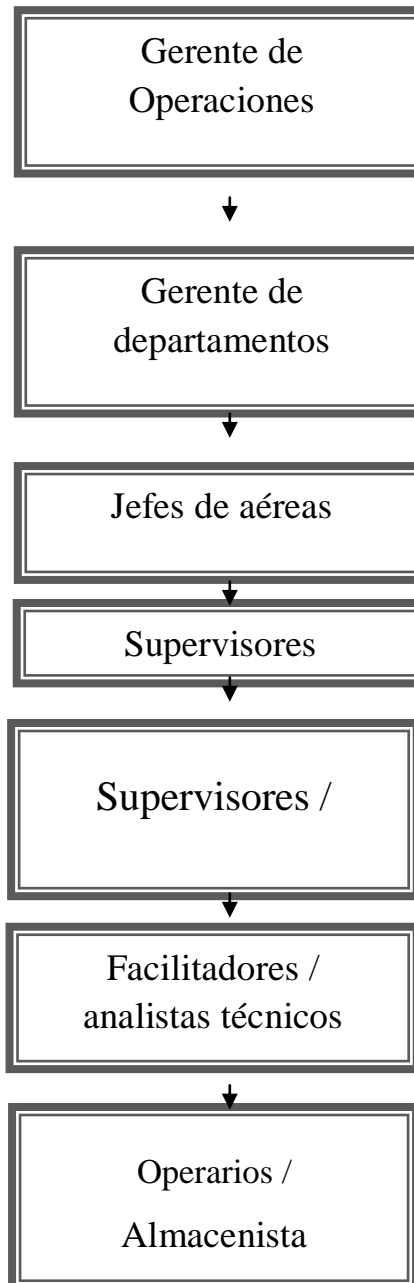 Gerente de
Operaciones
Gerente de
departamentos
Jefes de aéreas
Supervisores
Supervisores /
Facilitadores /
analistas técnicos
Operarios /
Almacenista